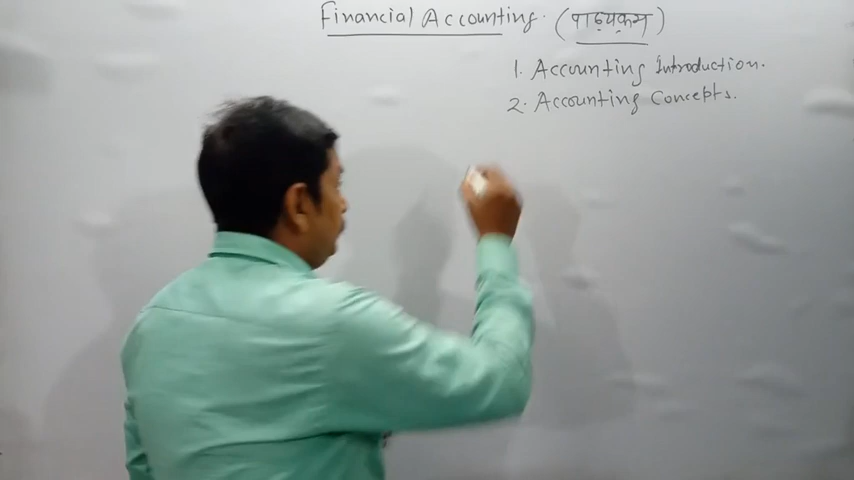 Financial Accounting. (पाठ्यक्रम)
1. Accounting Introduction.
2. Accounting Concepts.